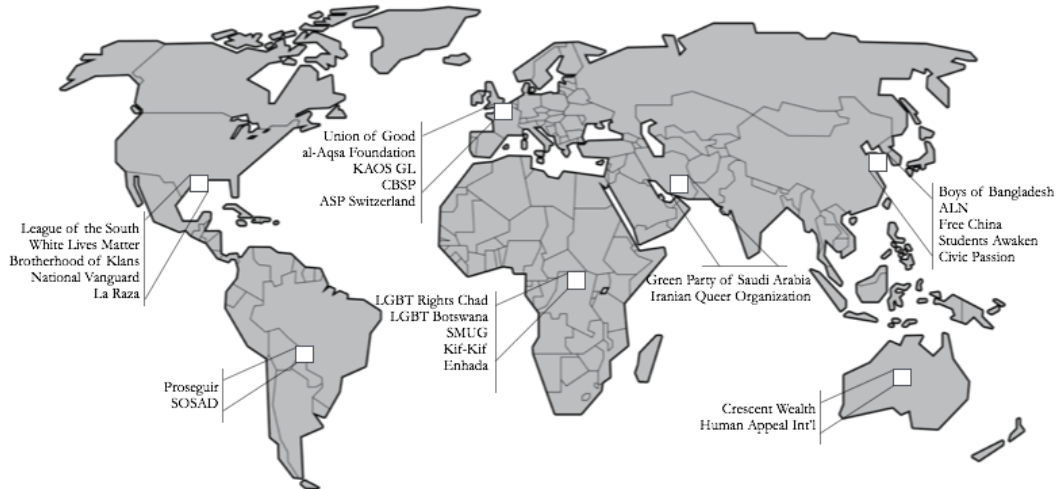 Union of Good
al-Aqsa Foundation
KAOS GL
CBSP
ASP Switzerland
League of the South
White Lives Matter
Brotherhood of Klans
National Vanguard
La Raza
Boys of Bangladesh
ALN
Free China
Students Awaken
Civic Passion
Green Party of Saudi Arabia
Iranian Queer Organization
LGBT Rights Chad
LGBT Botswana
SMUG
Kif-Kif
Enhada
Proseguir
SOSAD
Crescent Wealth
Human Appeal Int'l